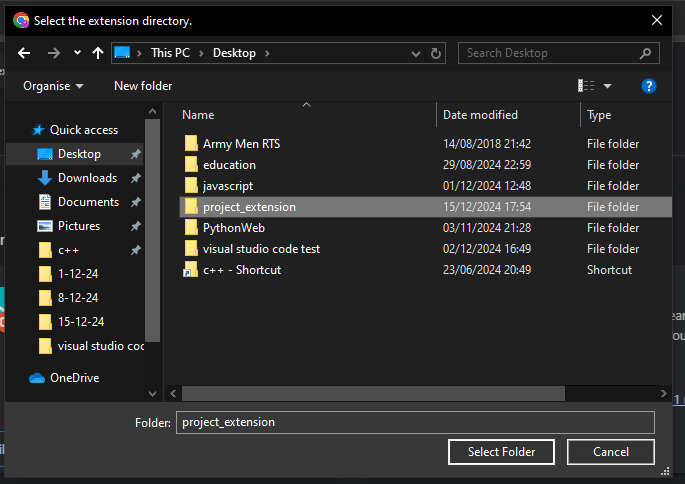 Select the extension directory.
This PC > Desktop >
Search Desktop
Organise
New folder
Name
Date modified
Type
Quick access
Desktop
Downloads
Documents
Pictures
c++
1-12-24
8-12-24
15-12-24
visual studio coc
OneDrive
Army Men RTS 14/08/2018 21:42 File folder
education 29/08/2024 22:59 File folder
javascript 01/12/2024 12:48 File folder
project_extension 15/12/2024 17:54 File folder
PythonWeb 03/11/2024 21:28 File folder
visual studio code test 02/12/2024 16:49 File folder
c++ - Shortcut 23/06/2024 20:49 Shortcut
Folder: project_extension
Select Folder
Cancel